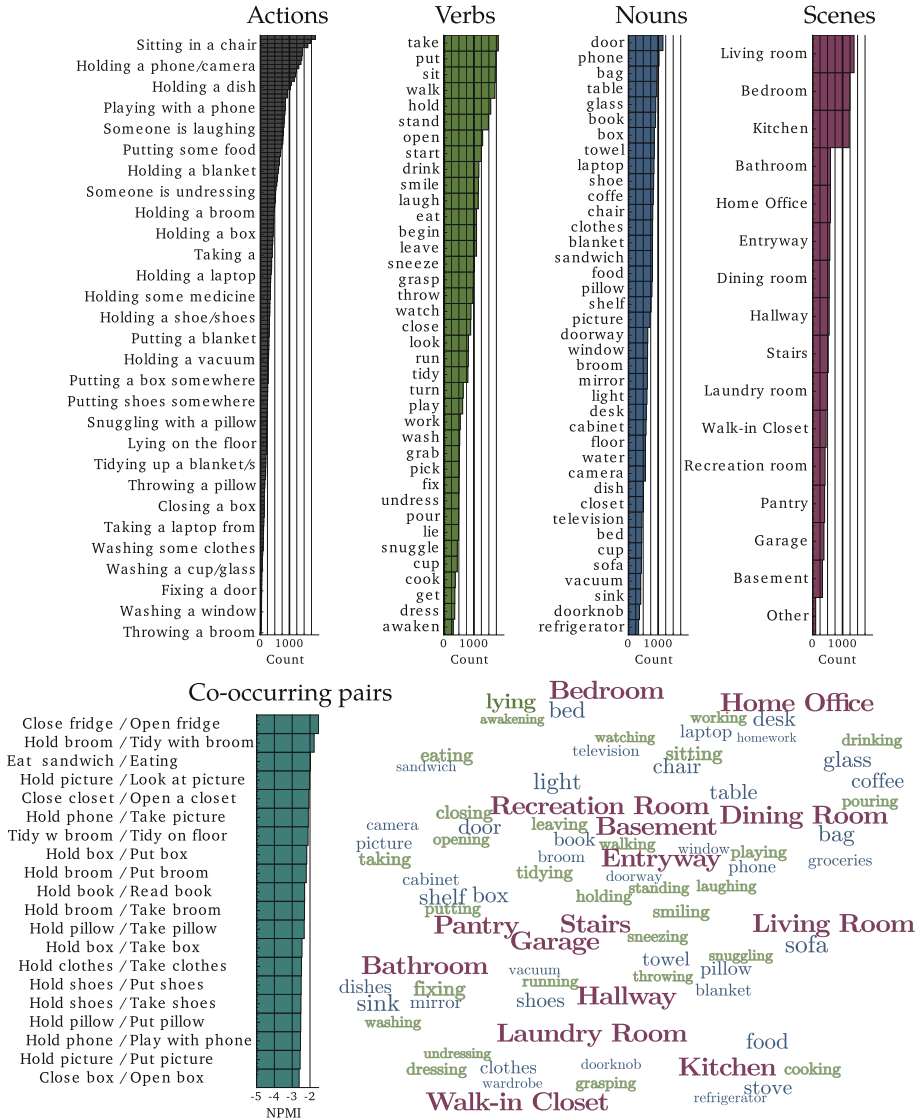 Actions
Sitting in a chair
Holding a phone/camera
Holding a dish
Playing with a phone
Someone is laughing
Putting some food
Holding a blanket
Someone is undressing
Holding a broom
Holding a box
Taking a
Holding a laptop
Holding some medicine
Holding a shoe/shoes
Putting a blanket
Holding a vacuum
Putting a box somewhere
Putting shoes somewhere
Snuggling with a pillow
Lying on the floor
Tidying up a blanket/s
Throwing a pillow
Closing a box
Taking a laptop from
Washing some clothes
Washing a cup/glass
Fixing a door
Washing a window
Throwing a broom
0 1000
Count
Verbs
take
put
sit
walk
hold
stand
open
start
drink
smile
laugh
eat
begin
leave
sneeze
grasp
throw
watch
close
look
run
tidy
turn
play
work
wash
grab
pick
fix
undress
pour
lie
snuggle
cup
cook
get
dress
awaken
0 1000
Count
Nouns
door
phone
bag
table
glass
book
box
towel
laptop
shoe
coffe
chair
clothes
blanket
sandwich
food
pillow
shelf
picture
doorway
window
broom
mirror
light
desk
cabinet
floor
water
camera
dish
closet
television
bed
cup
sofa
vacuum
sink
doorknob
refrigerator
0 1000
Count
Scenes
Living room
Bedroom
Kitchen
Bathroom
Home Office
Entryway
Dining room
Hallway
Stairs
Laundry room
Walk-in Closet
Recreation room
Pantry
Garage
Basement
Other
0 1000
Count
Co-occurring pairs
Close fridge / Open fridge
Hold broom / Tidy with broom
Eat sandwich / Eating
Hold picture / Look at picture
Close closet / Open a closet
Hold phone / Take picture
Tidy w broom / Tidy on floor
Hold box / Put box
Hold broom / Put broom
Hold book / Read book
Hold broom / Take broom
Hold pillow / Take pillow
Hold box / Take box
Hold clothes / Take clothes
Hold shoes / Put shoes
Hold shoes / Take shoes
Hold pillow / Put pillow
Hold phone / Play with phone
Hold picture / Put picture
Close box / Open box
-5 -4 -3 -2
NPMI
Bedroom
lying
bed
awakening
Home Office
working desk
laptop homework
watching
television
drinking
eating
sandwich
sitting
chair
glass
light
coffee
table
pouring
Recreation Room
closing
Dining Room
camera
door
leaving
Basement
bag
picture
opening
book
walking
window
playing
taking
broom
Entryway
phone
groceries
tidying
doorway
cabinet
standing
laughing
shelf box
holding
putting
smiling
Pantry
Stairs
Living Room
Garage
sneezing
sofa
Bathroom
towel
snuggling
vacuum
pillow
dishes
fixing
running
throwing
blanket
sink
mirror
shoes
Hallway
washing
Laundry Room
food
undressing
dressing
clothes
doorknob
Kitchen
cooking
wardrobe
grasping
stove
Walk-in Closet
refrigerator